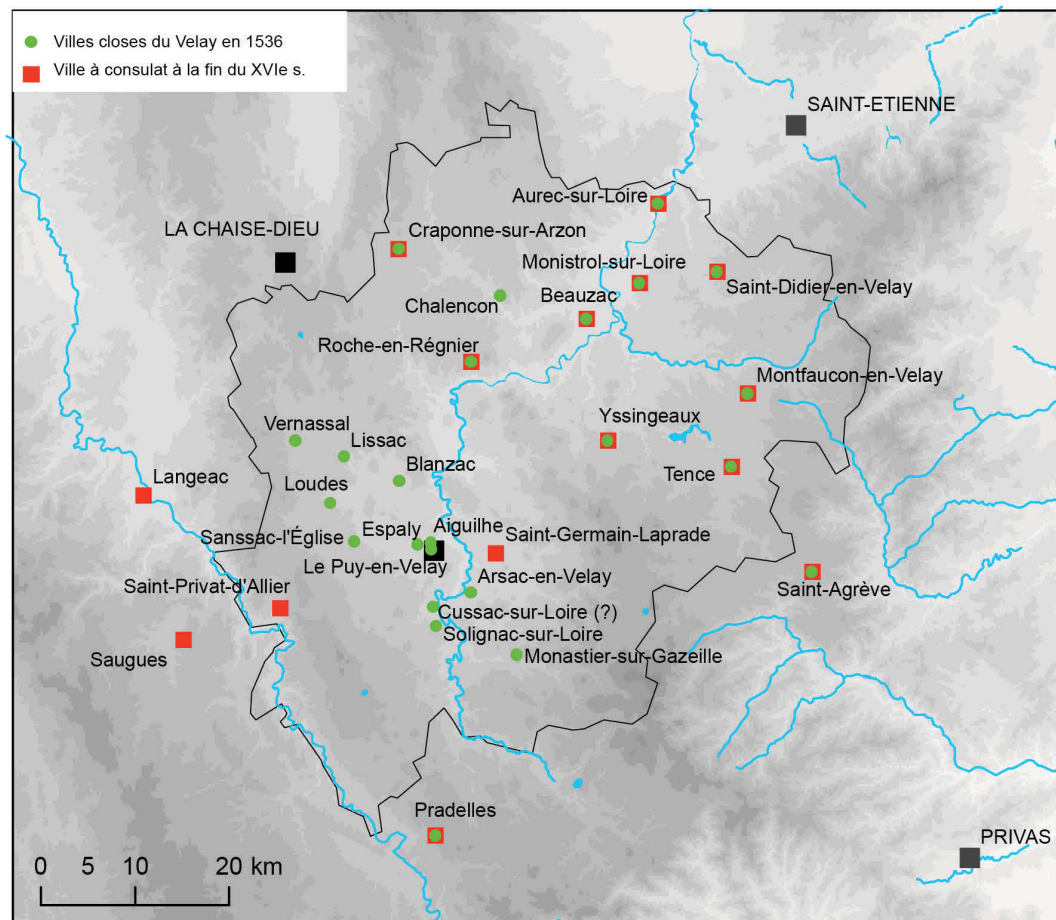 Villes closes du Velay en 1536
Ville à consulat à la fin du XVIe s.
SAINT-ETIENNE
Aurec-sur-Loire
LA CHAISE-DIEU
Craponne-sur-Arzon
Monistrol-sur-Loire
Saint-Didier-en-Velay
Chalencon
Beauzac
Roche-en-Régnier
Montfaucon-en-Velay
Vernassal
Yssingeaux
Lissac
Blanzac
Tence
Langeac
Loudes
Espaly
Aiguilhe
Sanssac-l'Église
Saint-Germain-Laprade
Le Puy-en-Velay
Arsac-en-Velay
Saint-Privat-d'Allier
Saint-Agrève
Cussac-sur-Loire (?)
Solignac-sur-Loire
Saugues
Monastier-sur-Gazeille
Pradelles
PRIVAS
0 5 10 20 km